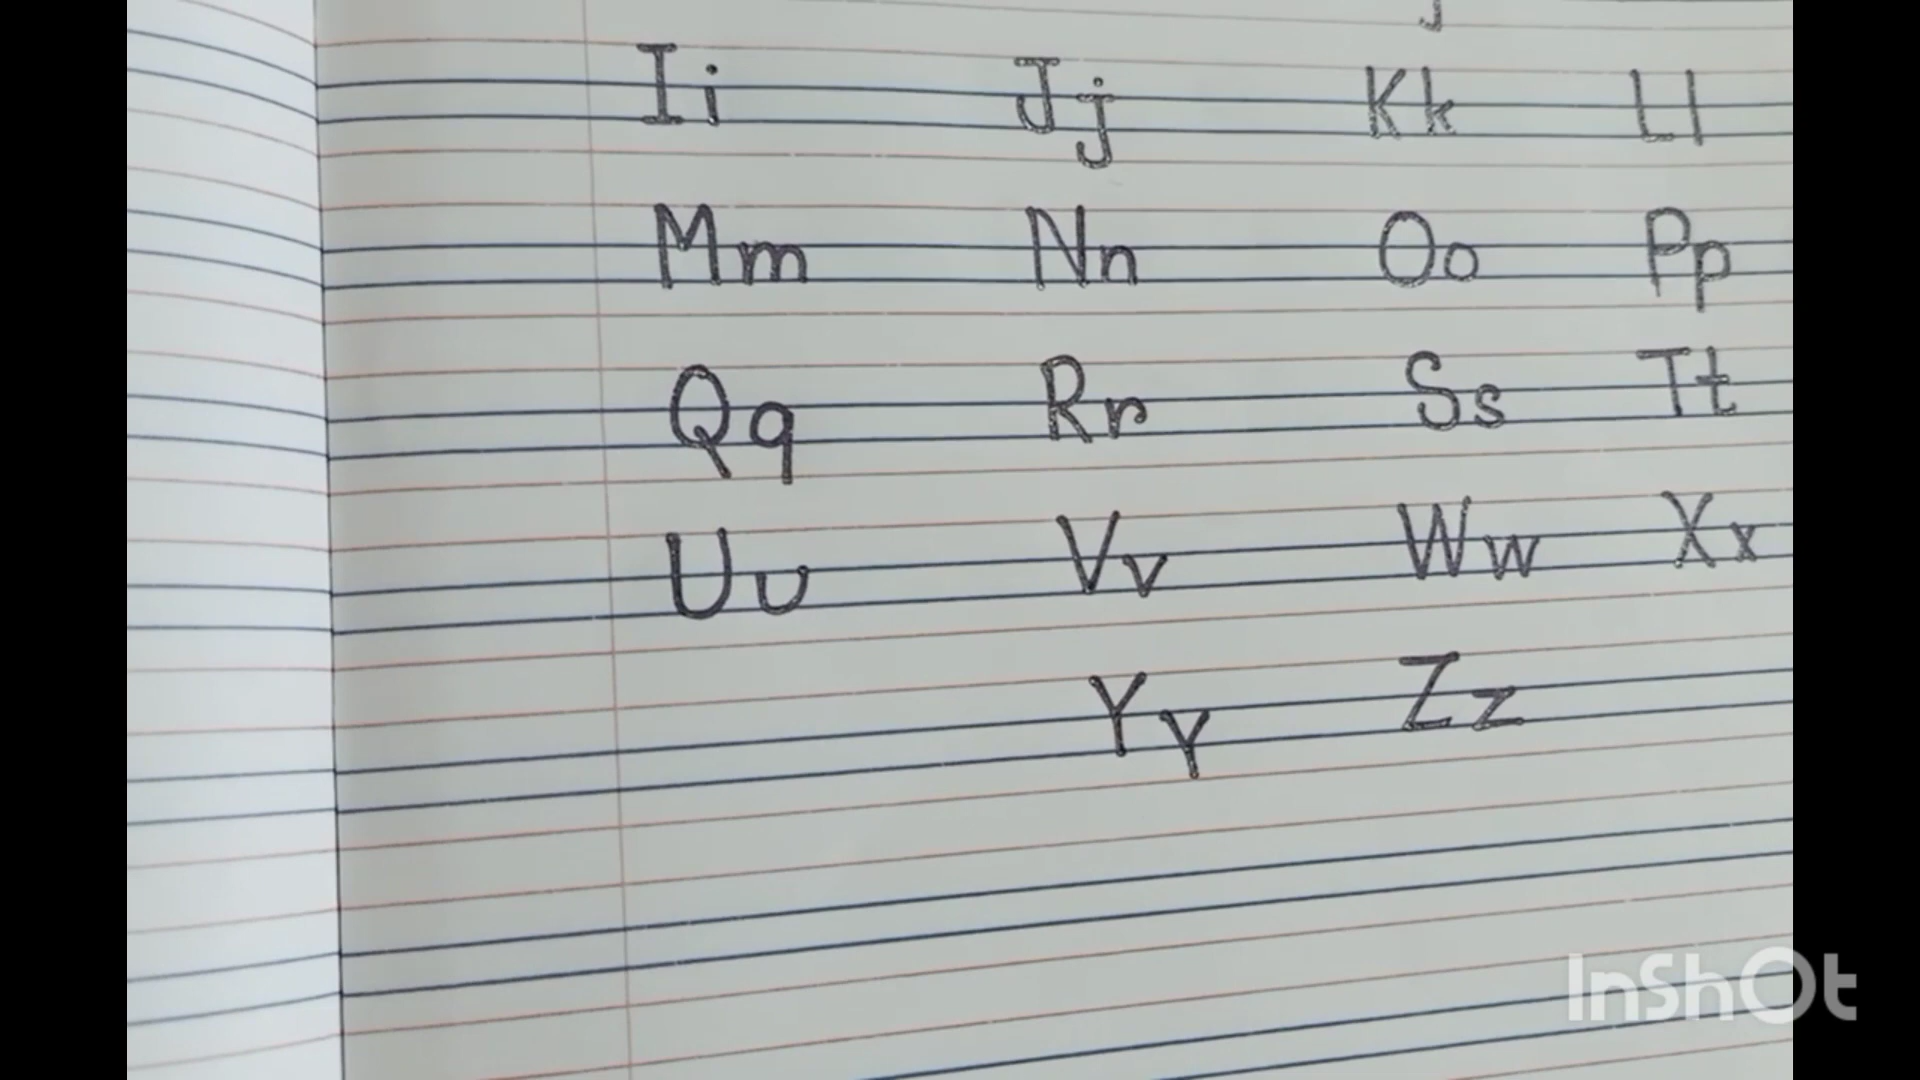 Ii Jj Kk Ll
Mm Nn Oo Pp
Qq Rr Ss Tt
Uu Vv Ww Xx
Yy Zz
InShOt